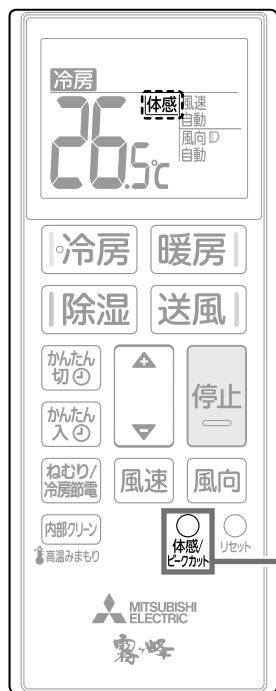 冷房
体感
風速
自動
26.5℃
風向
自動
冷房
暖房
除湿
送風
かんたん
切
かんたん
入
停止
ねむり/
冷房節電
風速
風向
内部クリーン
高温みまもり
体感/
ピークカット
リセット
MITSUBISHI
ELECTRIC
霧ヶ峰